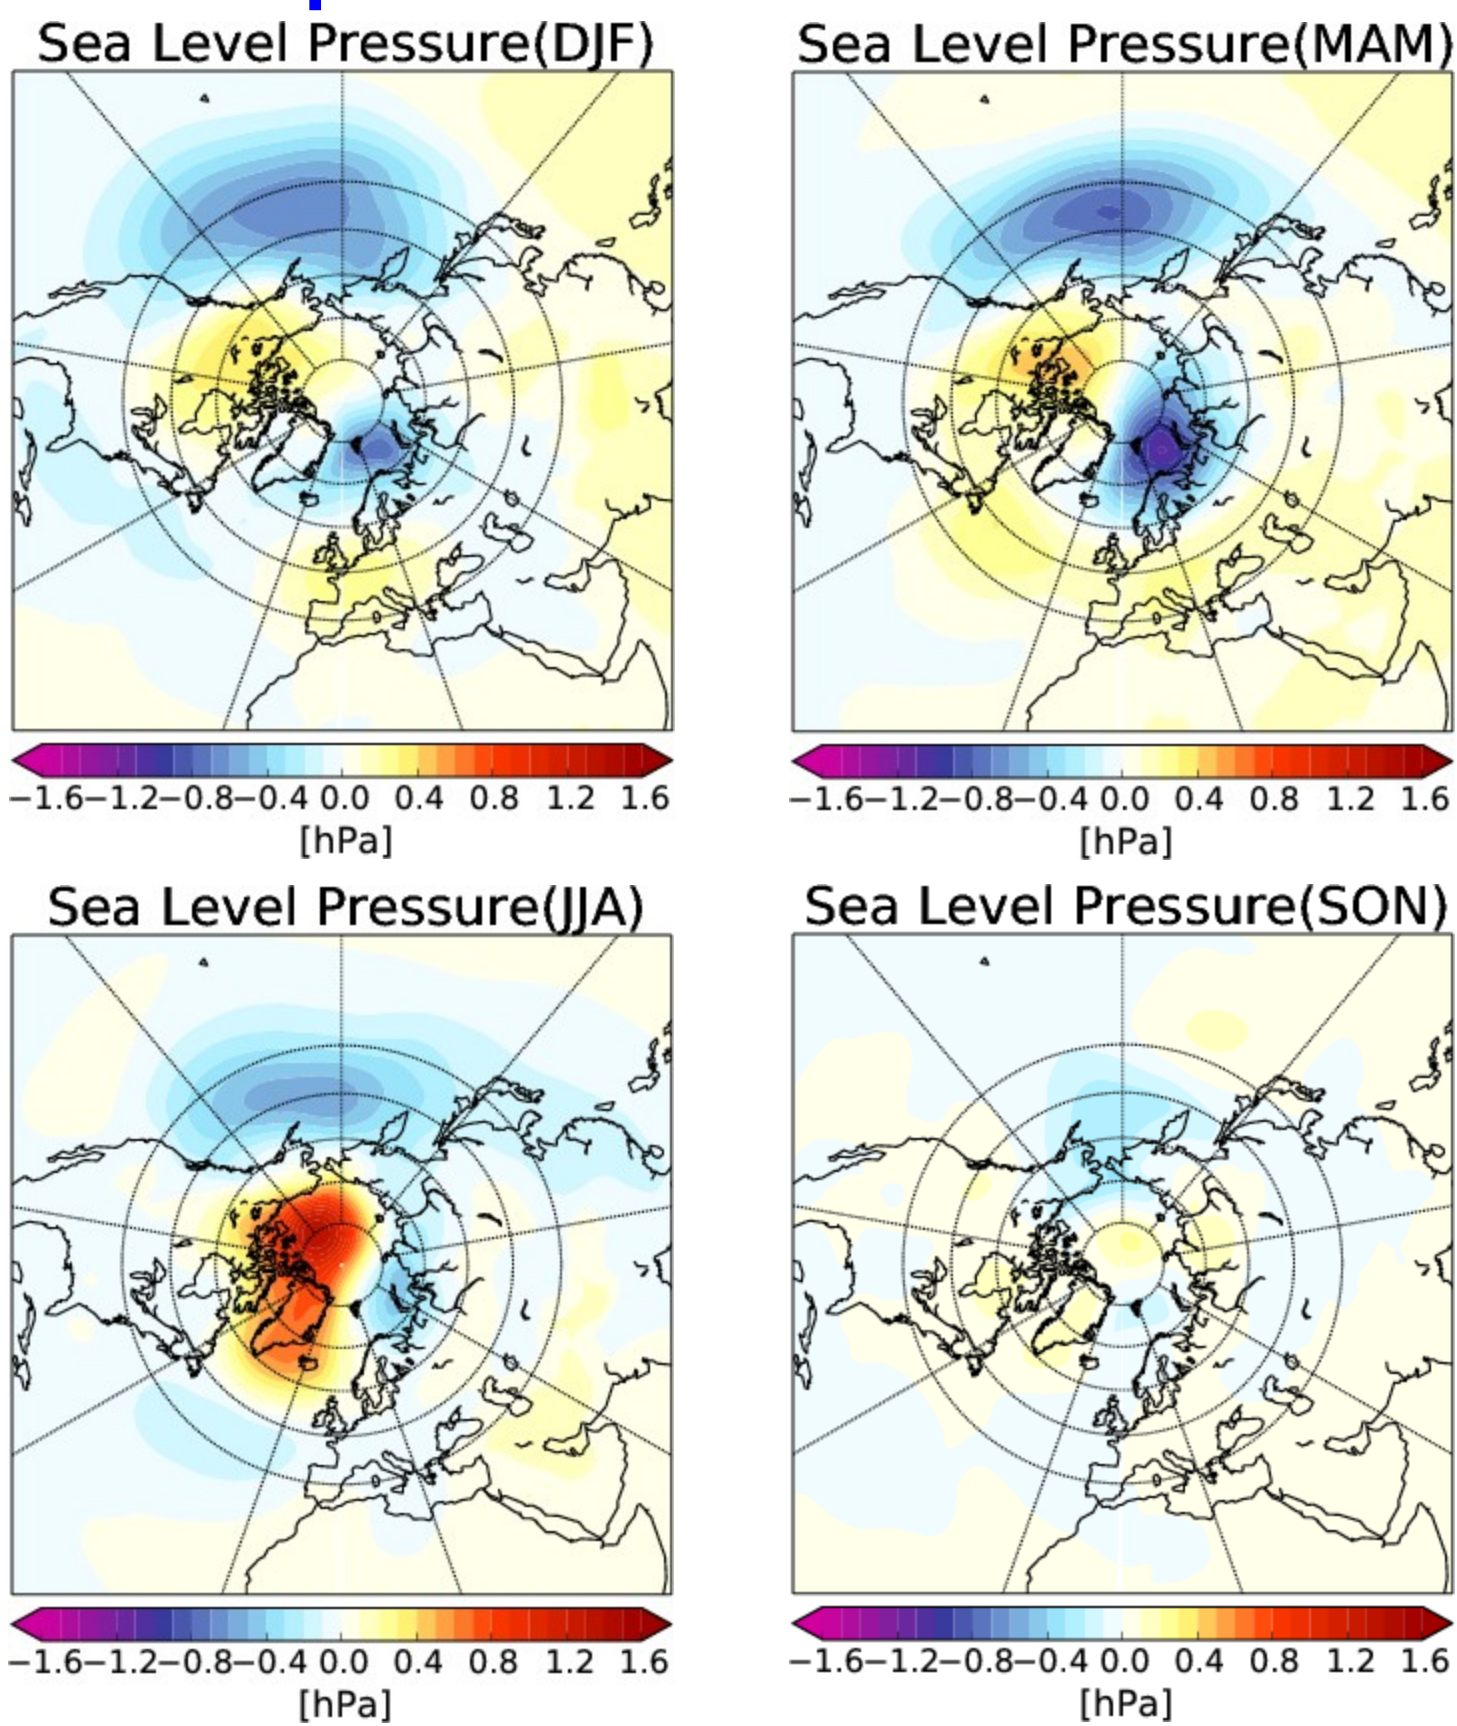 Sea Level Pressure(DJF)
Sea Level Pressure(MAM)
−1.6−1.2−0.8−0.4 0.0 0.4 0.8 1.2 1.6
[hPa]
−1.6−1.2−0.8−0.4 0.0 0.4 0.8 1.2 1.6
[hPa]
Sea Level Pressure(JJA)
Sea Level Pressure(SON)
−1.6−1.2−0.8−0.4 0.0 0.4 0.8 1.2 1.6
[hPa]
−1.6−1.2−0.8−0.4 0.0 0.4 0.8 1.2 1.6
[hPa]